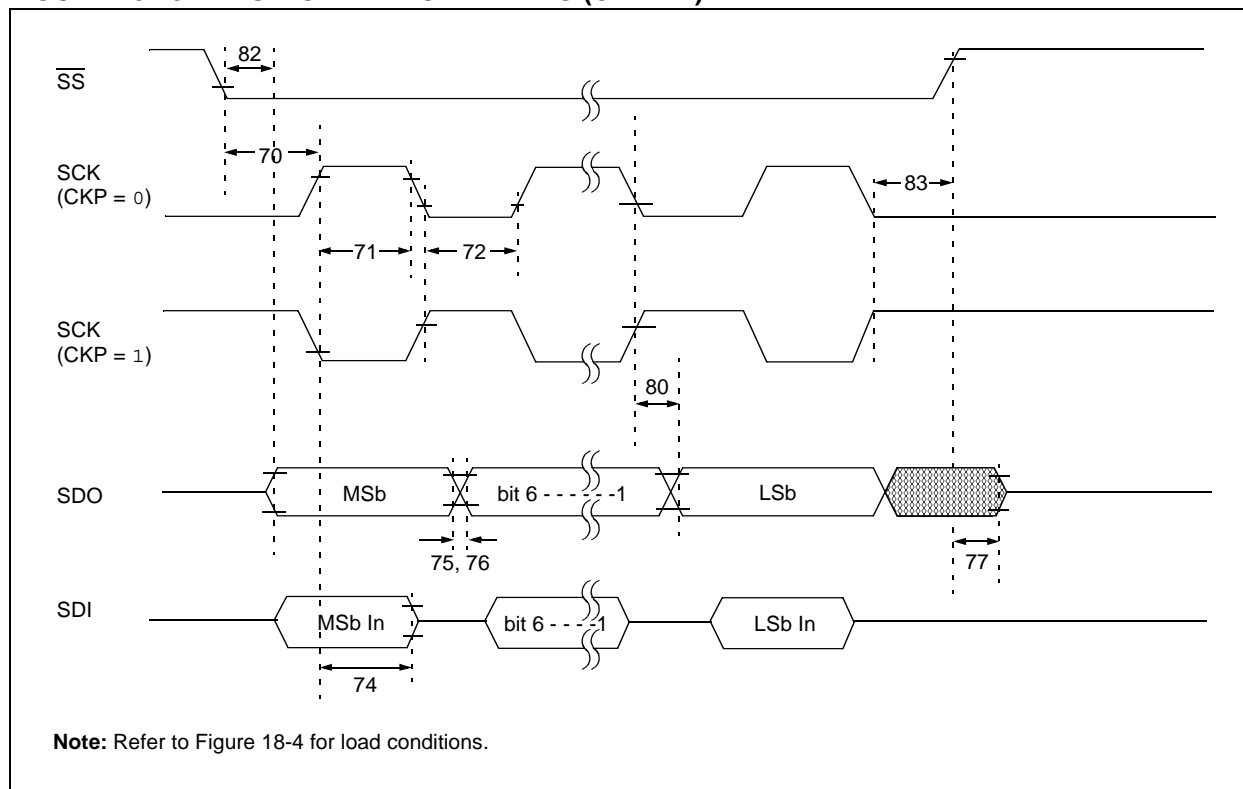 82
SS
70
SCK
(CKP = 0)
83
71
72
SCK
(CKP = 1)
80
SDO
MSb
bit 6 - - - - - -1
LSb
75, 76
77
SDI
MSb In
bit 6 - - - -1
LSb In
74
Note: Refer to Figure 18-4 for load conditions.